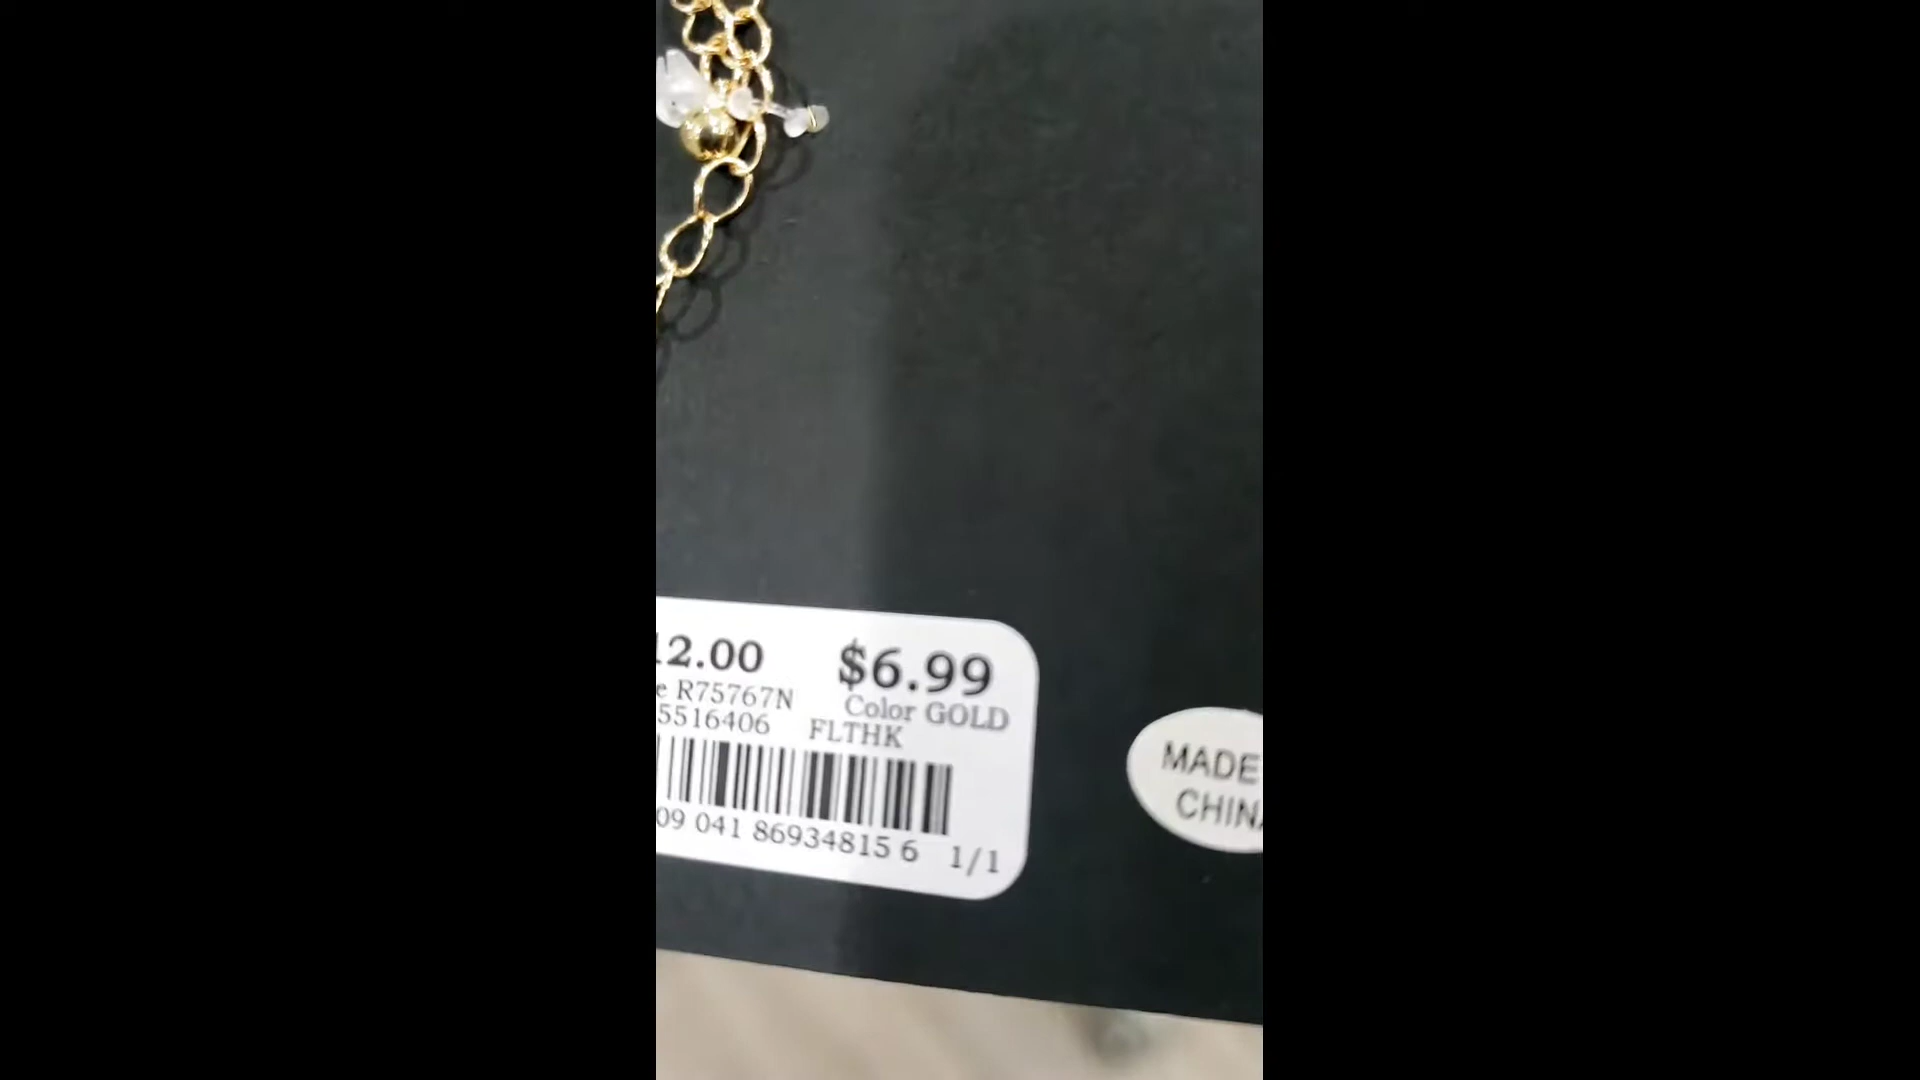 12.00 $6.99
R75767N Color GOLD
5516406 FLTHK
09 041 86934815 6 1/1
MADE
CHINA